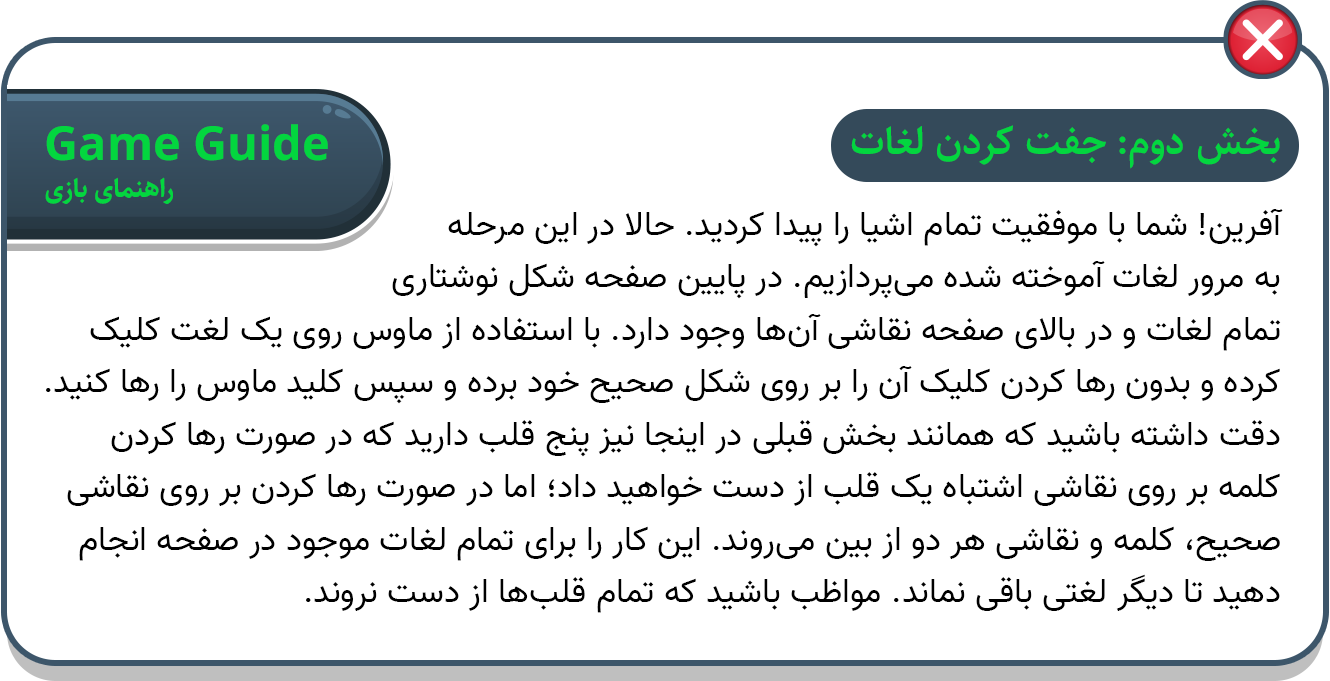 Game Guide
راهنمای بازی
بخش دوم: جفت کردن لغات
آفرین! شما با موفقیت تمام اشیا را پیدا کردید. حالا در این مرحله
به مرور لغات آموخته شده می‌پردازیم. در پایین صفحه شکل نوشتاری
تمام لغات و در بالای صفحه نقاشی آن‌ها وجود دارد. با استفاده از ماوس روی یک لغت کلیک
کرده و بدون رها کردن کلیک آن را بر روی شکل صحیح خود برده و سپس کلید ماوس را رها کنید.
دقت داشته باشید که همانند بخش قبلی در اینجا نیز پنج قلب دارید که در صورت رها کردن
کلمه بر روی نقاشی اشتباه یک قلب از دست خواهید داد؛ اما در صورت رها کردن بر روی نقاشی
صحیح، کلمه و نقاشی هر دو از بین می‌روند. این کار را برای تمام لغات موجود در صفحه انجام
دهید تا دیگر لغتی باقی نماند. مواظب باشید که تمام قلب‌ها از دست نروند.